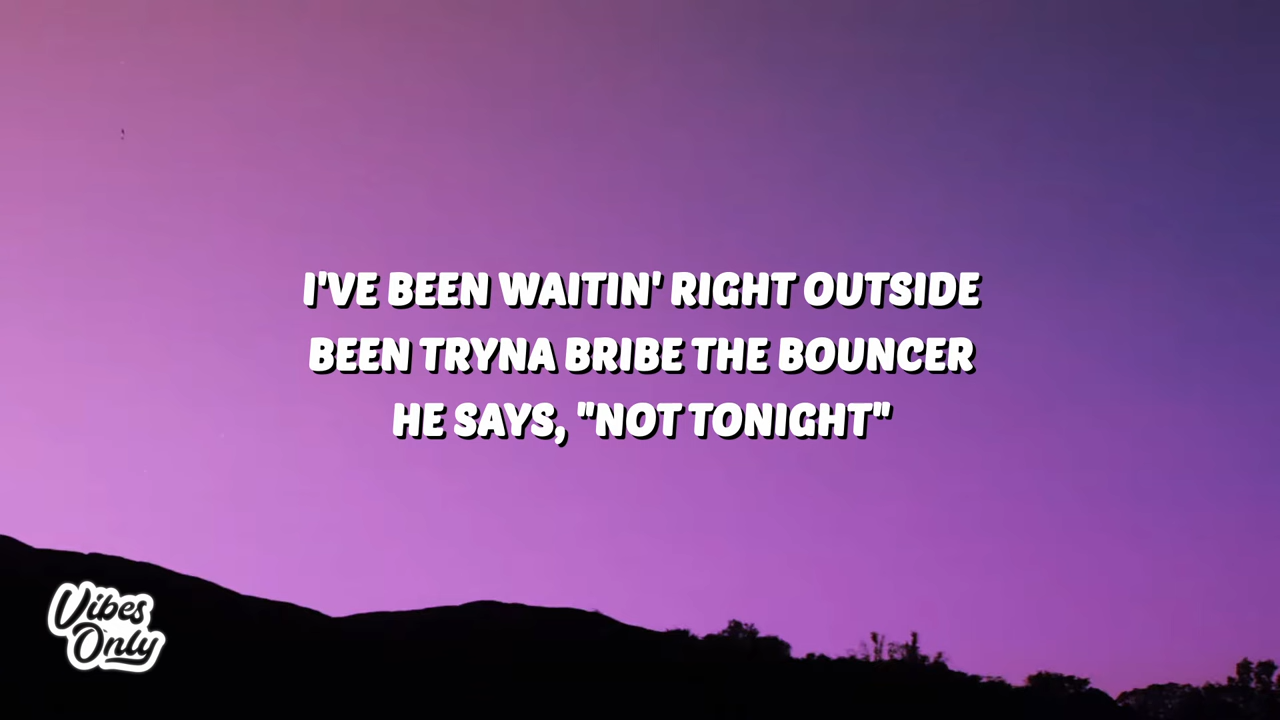 I'VE BEEN WAITIN' RIGHT OUTSIDE
BEEN TRYNA BRIBE THE BOUNCER
HE SAYS, "NOT TONIGHT"
Vibes
Only